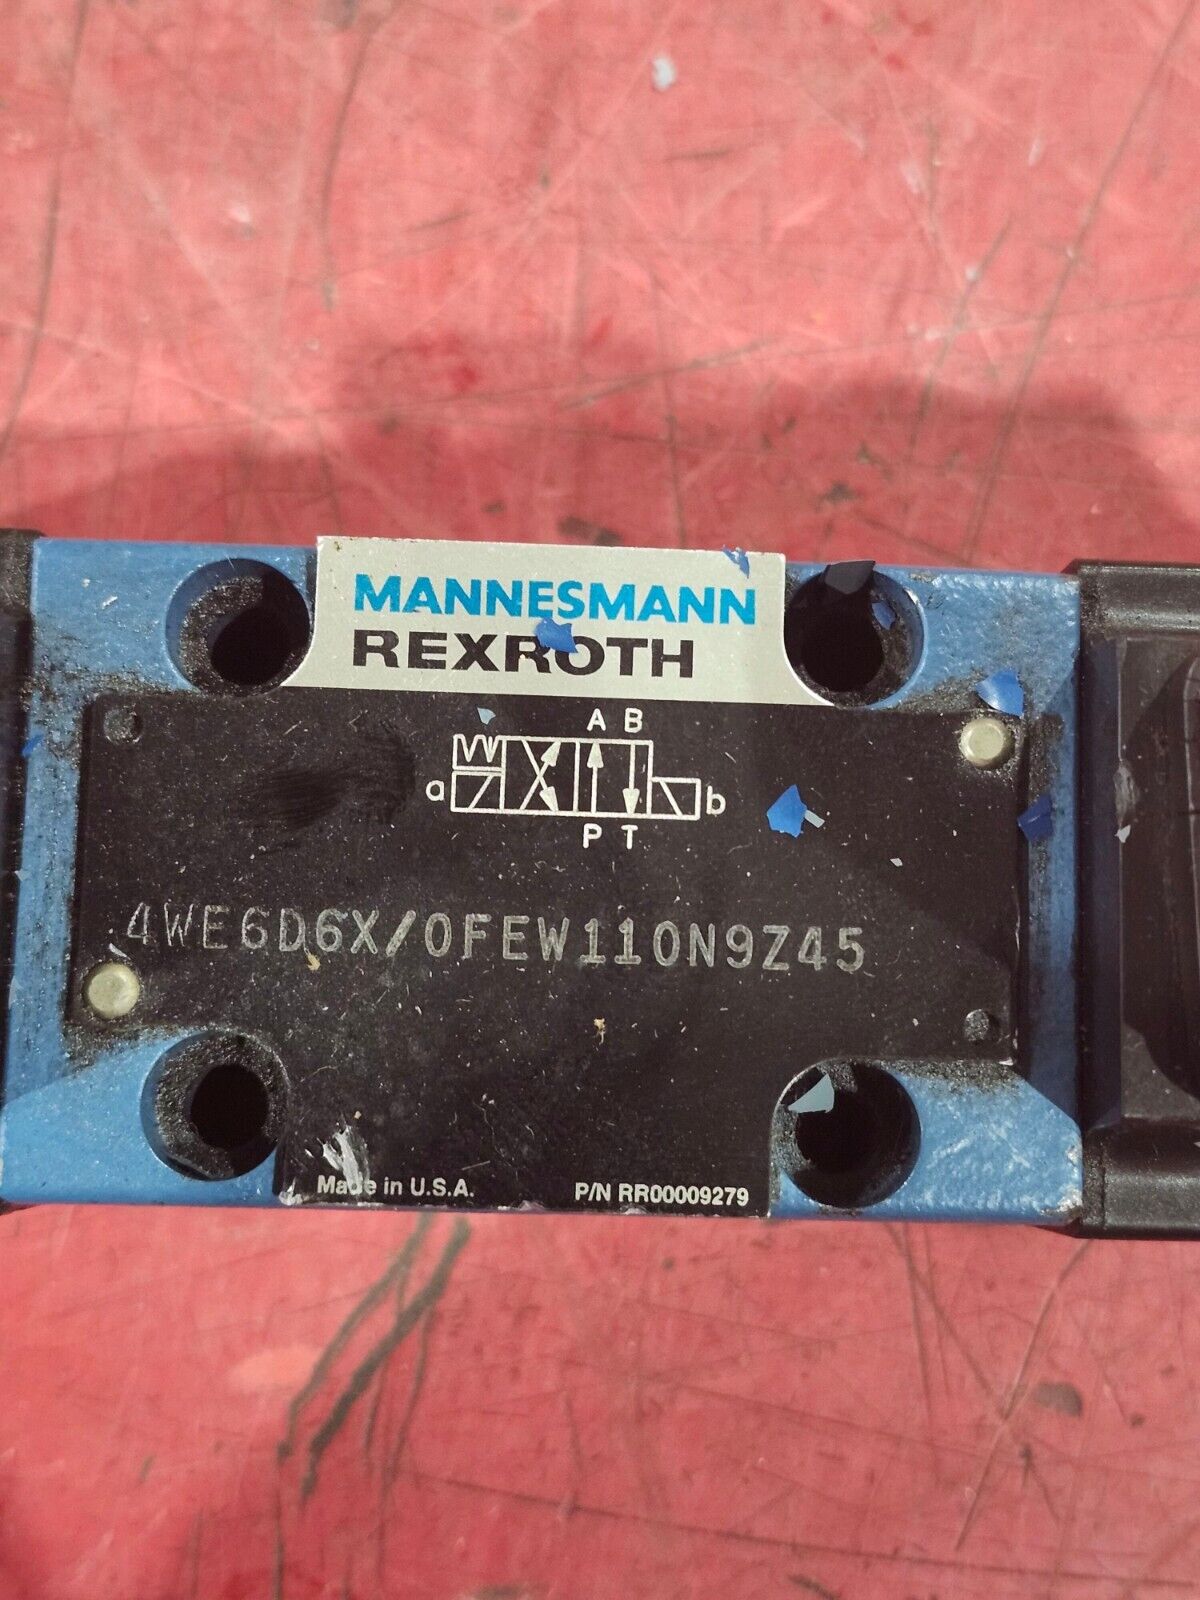 MANNESMANN
REXROTH
A B
a b
P T
4WE6D6X/OFEW110N9Z45
Made in U.S.A. P/N RR00009279